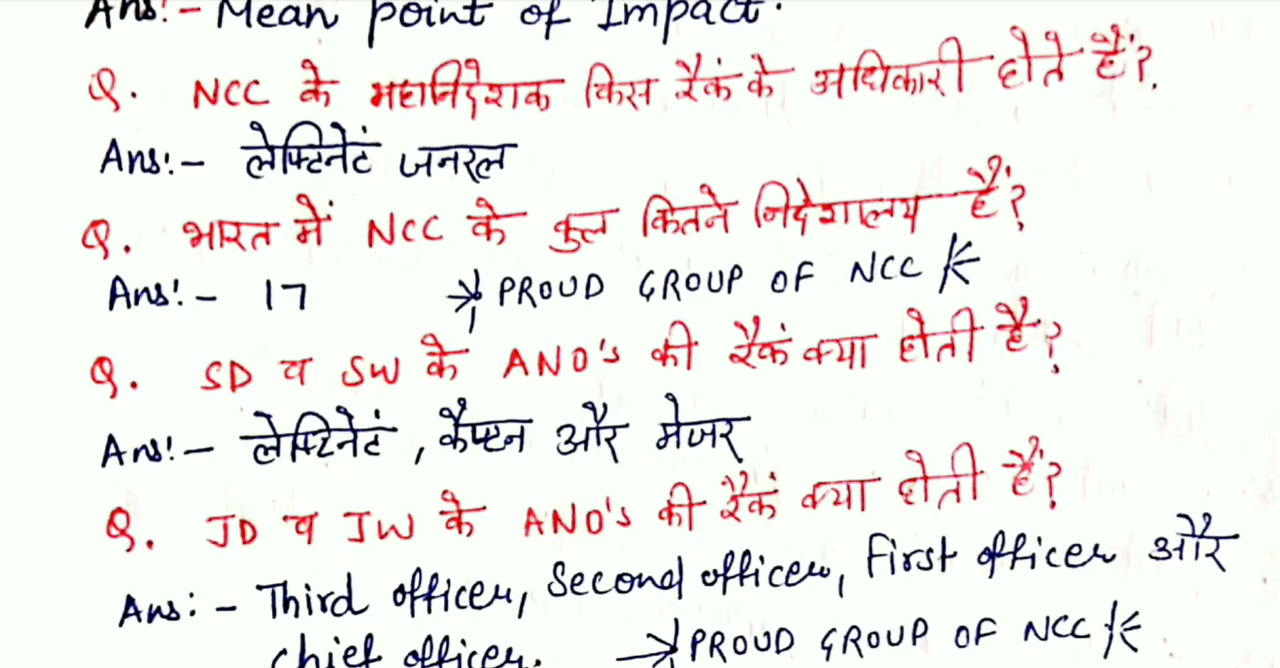 Ans:- Mean point of Impact.
Q. NCC के महानिदेशक किस रैकं के अधिकारी होते हैं?
Ans:- लेफ्टिनेटं जनरल
Q. भारत में NCC के कुल कितने निदेशालय हैं?
Ans:- 17 PROUD GROUP OF NCC
Q. SD व SW के ANO's की रैकं क्या होती है?
Ans:- लेफ्टिनेटं, कैप्टन और मेजर
Q. JD व JW के ANO's की रैकं क्या होती हैं?
Ans:- Third officer, Second officer, First officer और
chief officer. PROUD GROUP OF NCC